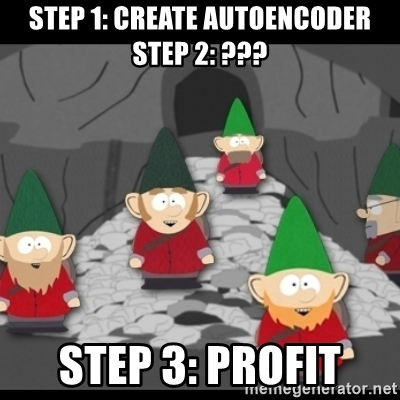 STEP 1: CREATE AUTOENCODER
STEP 2: ???
STEP 3: PROFIT
memegenerator.net